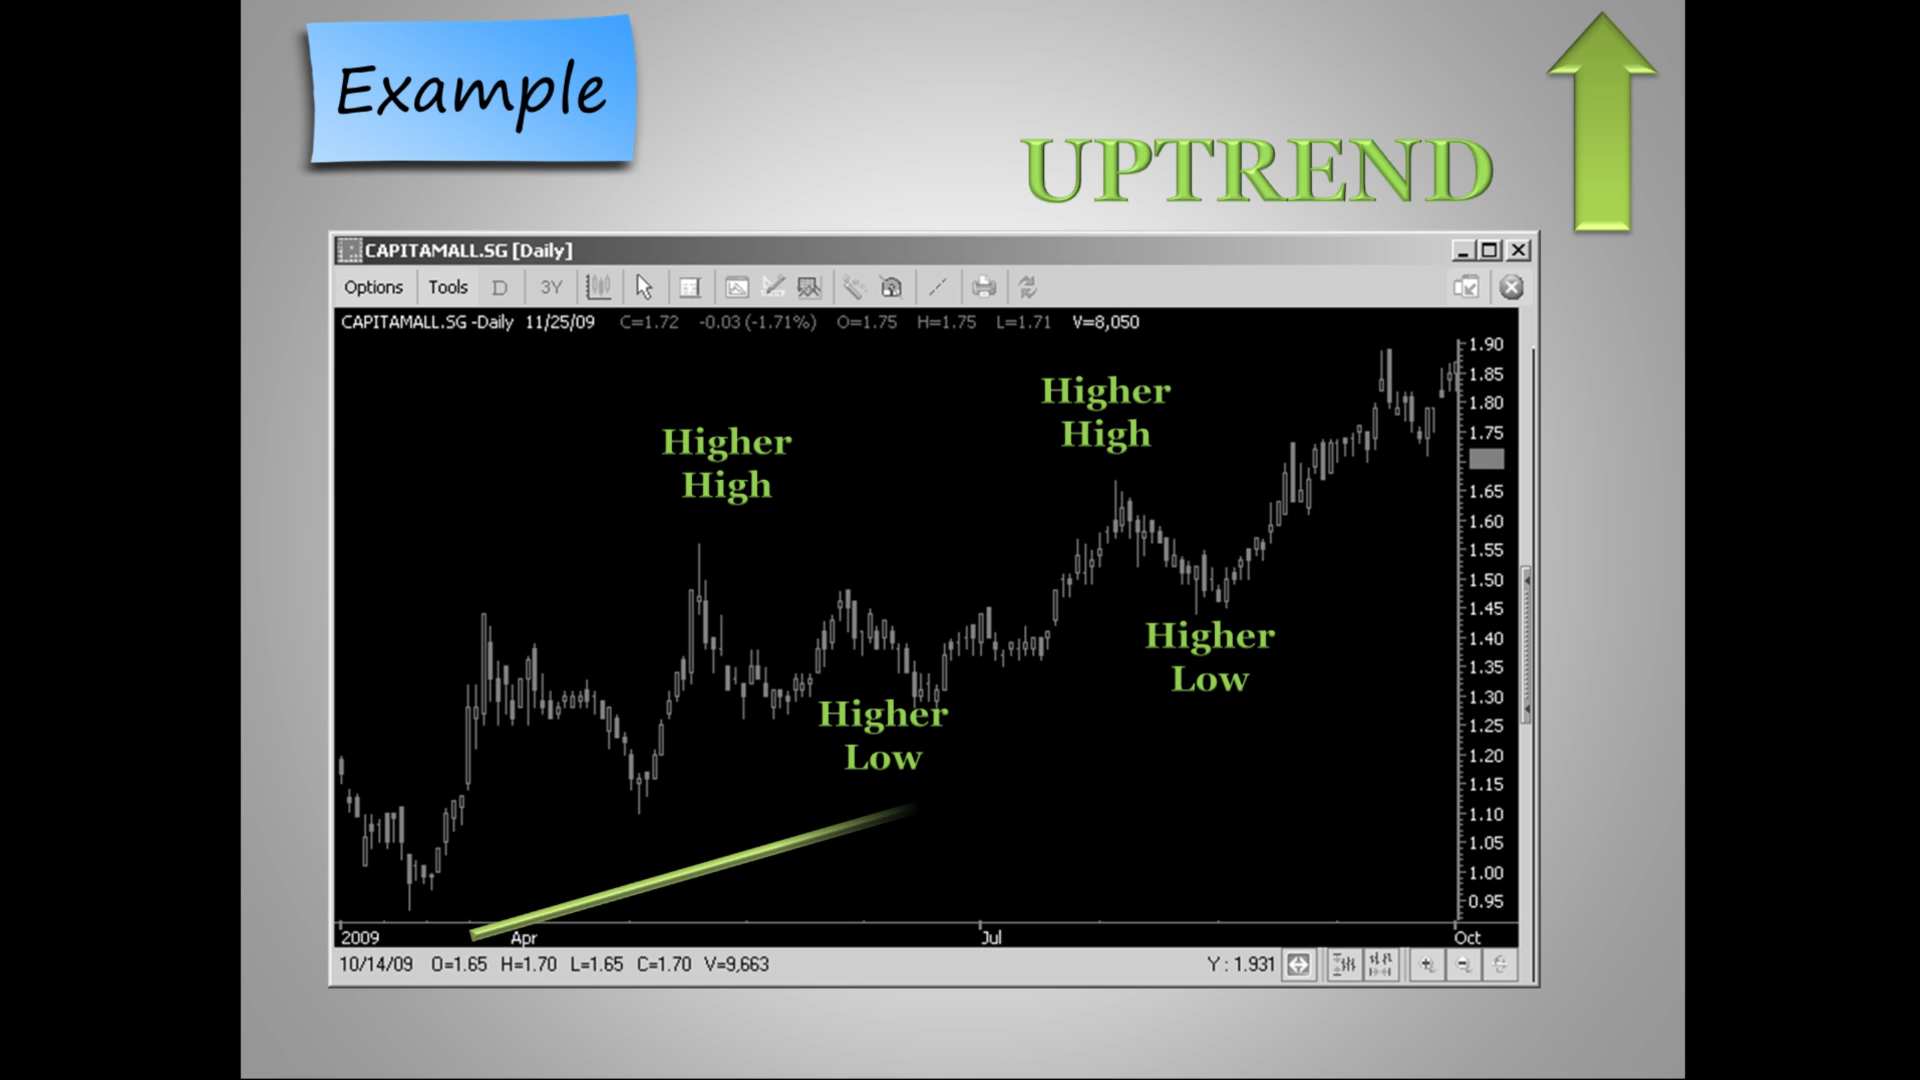 Example
UPTREND
CAPITAMALL.SG [Daily]
Options Tools D 3Y
CAPITAMALL.SG -Daily 11/25/09 C=1.72 -0.03 (-1.71%) O=1.75 H=1.75 L=1.71 V=8,050
1.90
Higher
High
1.85
1.80
Higher
High
1.75
1.65
1.60
1.55
1.50
1.45
1.40
Higher
Low
1.35
1.30
Higher
Low
1.25
1.20
1.15
1.10
1.05
1.00
0.95
2009 Apr Jul Oct
10/14/09 O=1.65 H=1.70 L=1.65 C=1.70 V=9,663 Y : 1.931